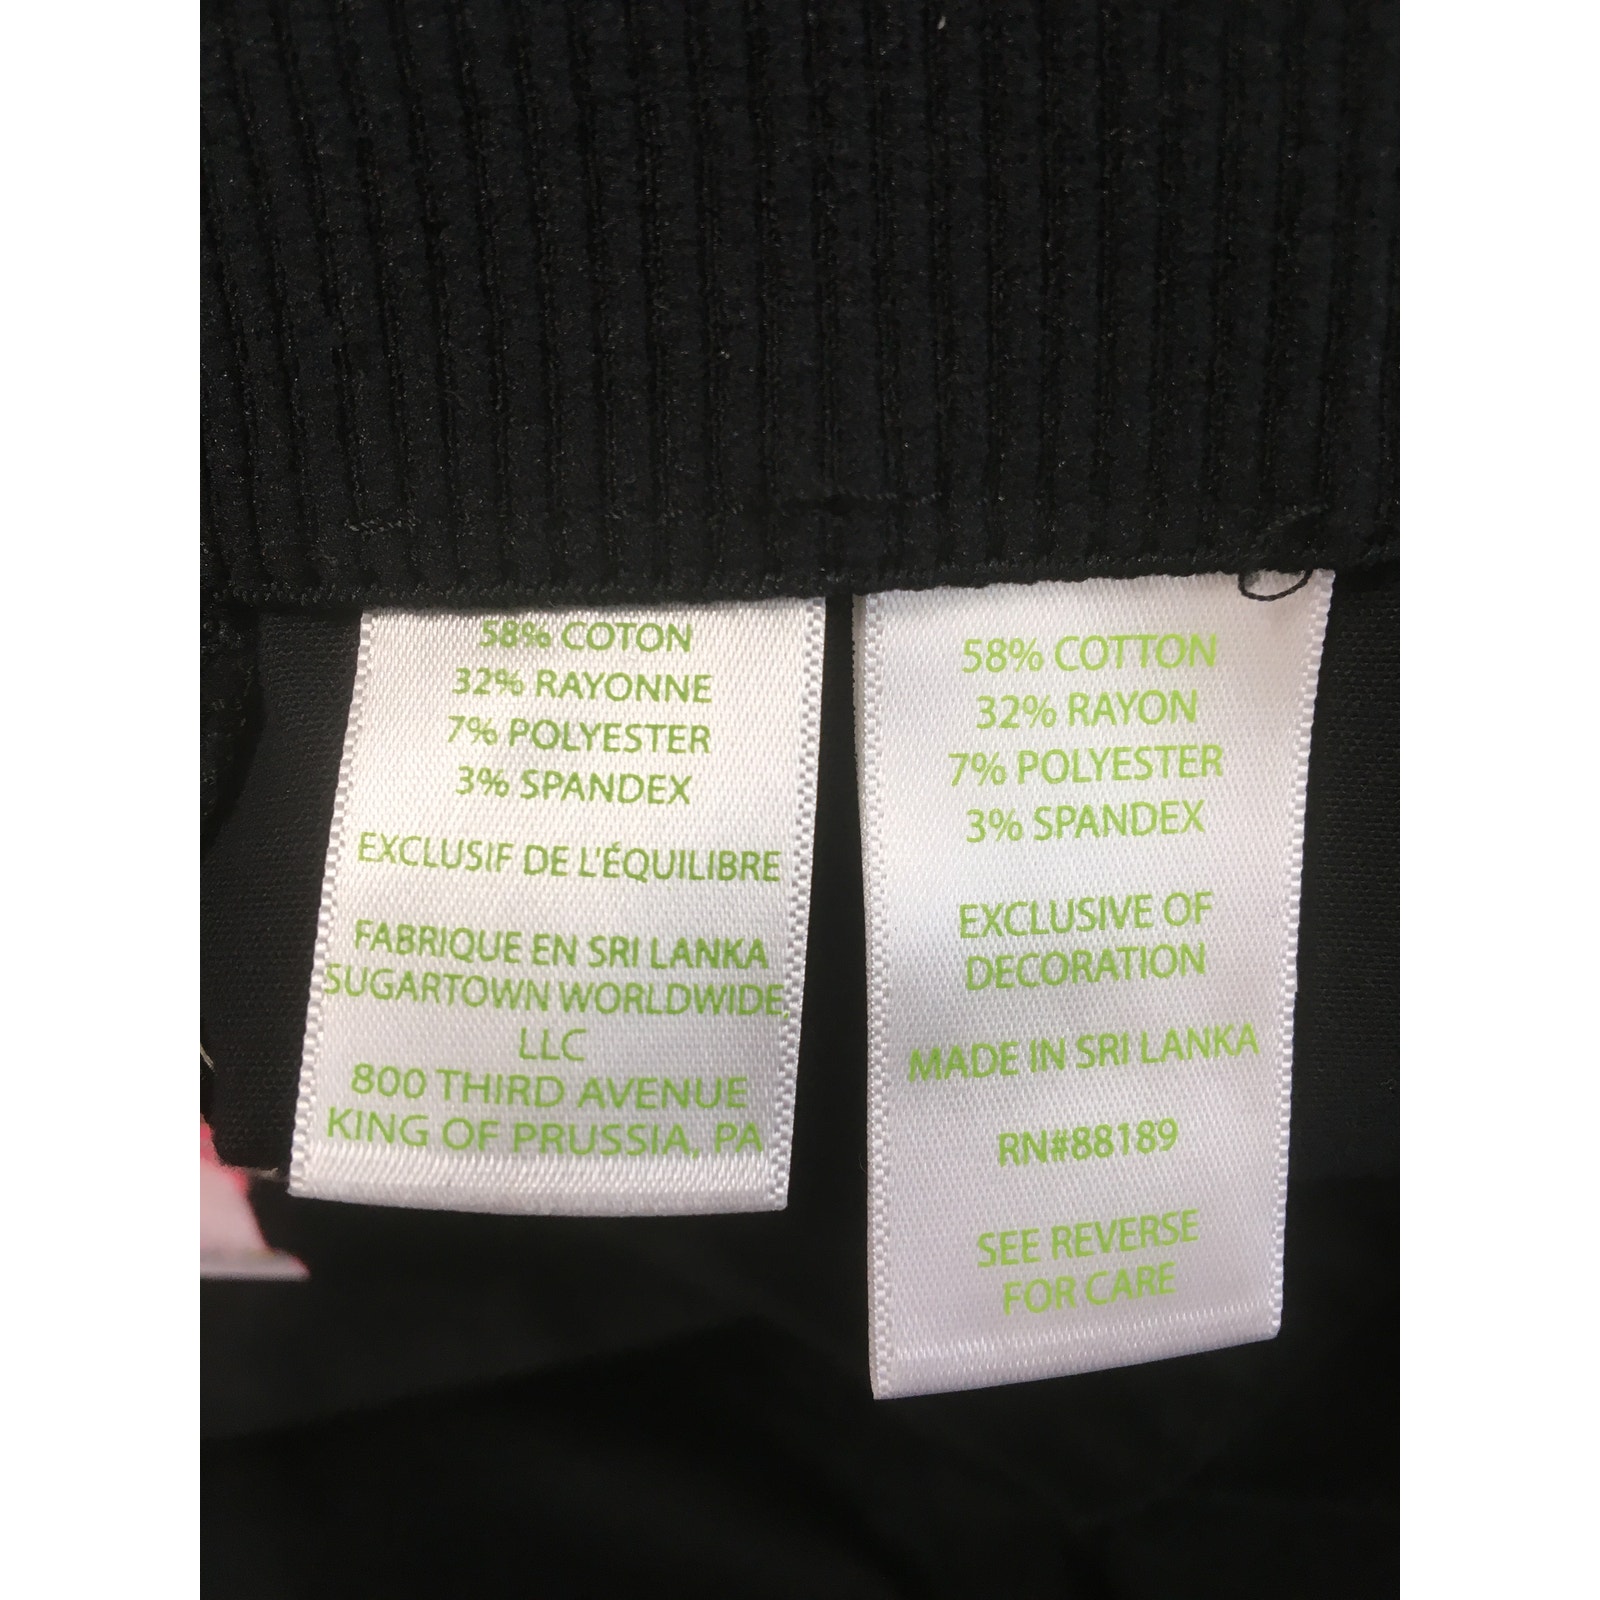 58% COTON
32% RAYONNE
7% POLYESTER
3% SPANDEX
EXCLUSIF DE L'ÉQUILIBRE
FABRIQUE EN SRI LANKA
SUGARTOWN WORLDWIDE,
LLC
800 THIRD AVENUE
KING OF PRUSSIA, PA
58% COTTON
32% RAYON
7% POLYESTER
3% SPANDEX
EXCLUSIVE OF
DECORATION
MADE IN SRI LANKA
RN#88189
SEE REVERSE
FOR CARE